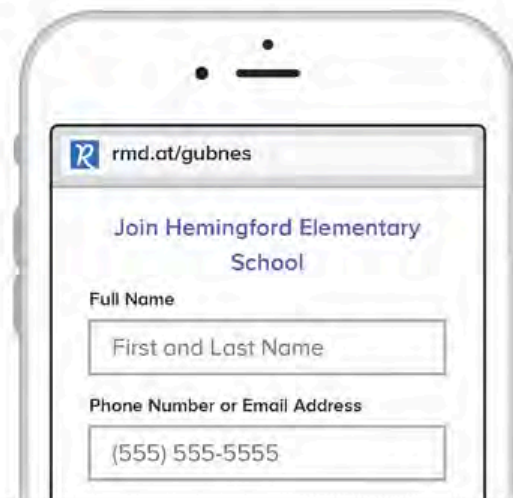 rmd.at/gubnes
Join Hemingford Elementary
School
Full Name
First and Last Name
Phone Number or Email Address
(555) 555-5555